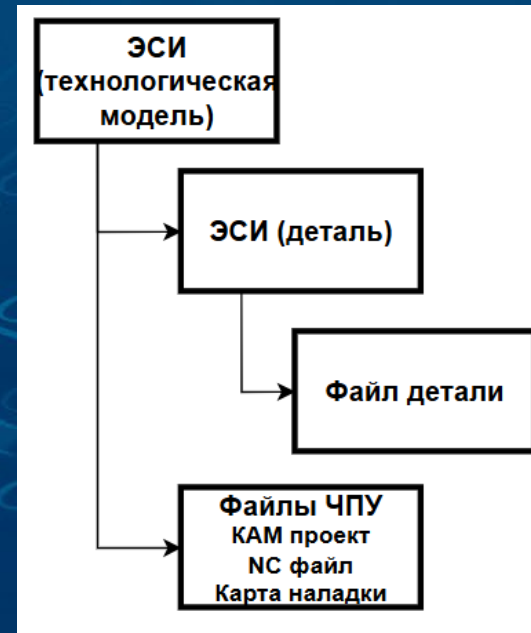 ЭСИ
(технологическая
модель)
ЭСИ (деталь)
Файл детали
Файлы ЧПУ
КАМ проект
NC файл
Карта наладки